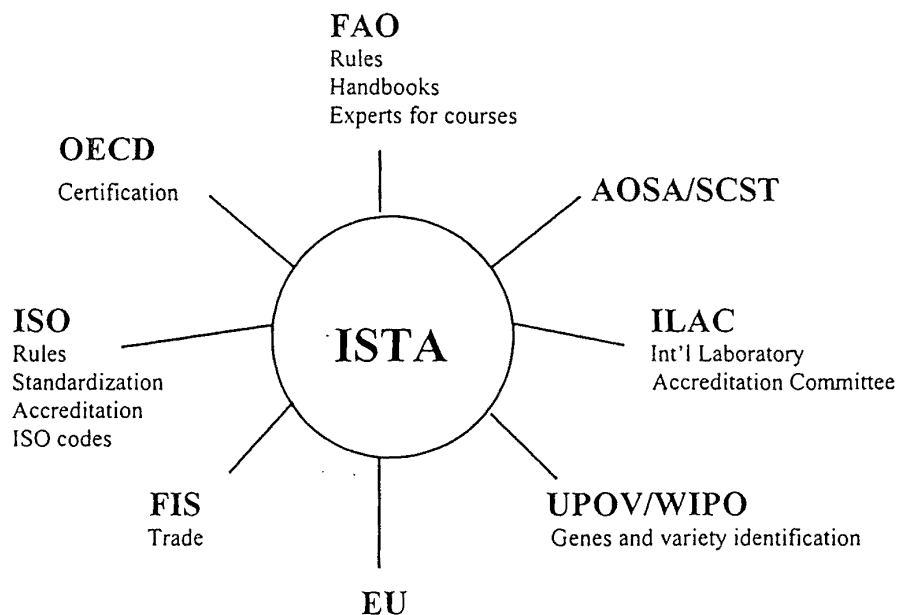 FAO
Rules
Handbooks
Experts for courses
OECD
Certification
AOSA/SCST
ISO
Rules
Standardization
Accreditation
ISO codes
ISTA
ILAC
Int'l Laboratory
Accreditation Committee
FIS
Trade
UPOV/WIPO
Genes and variety identification
EU